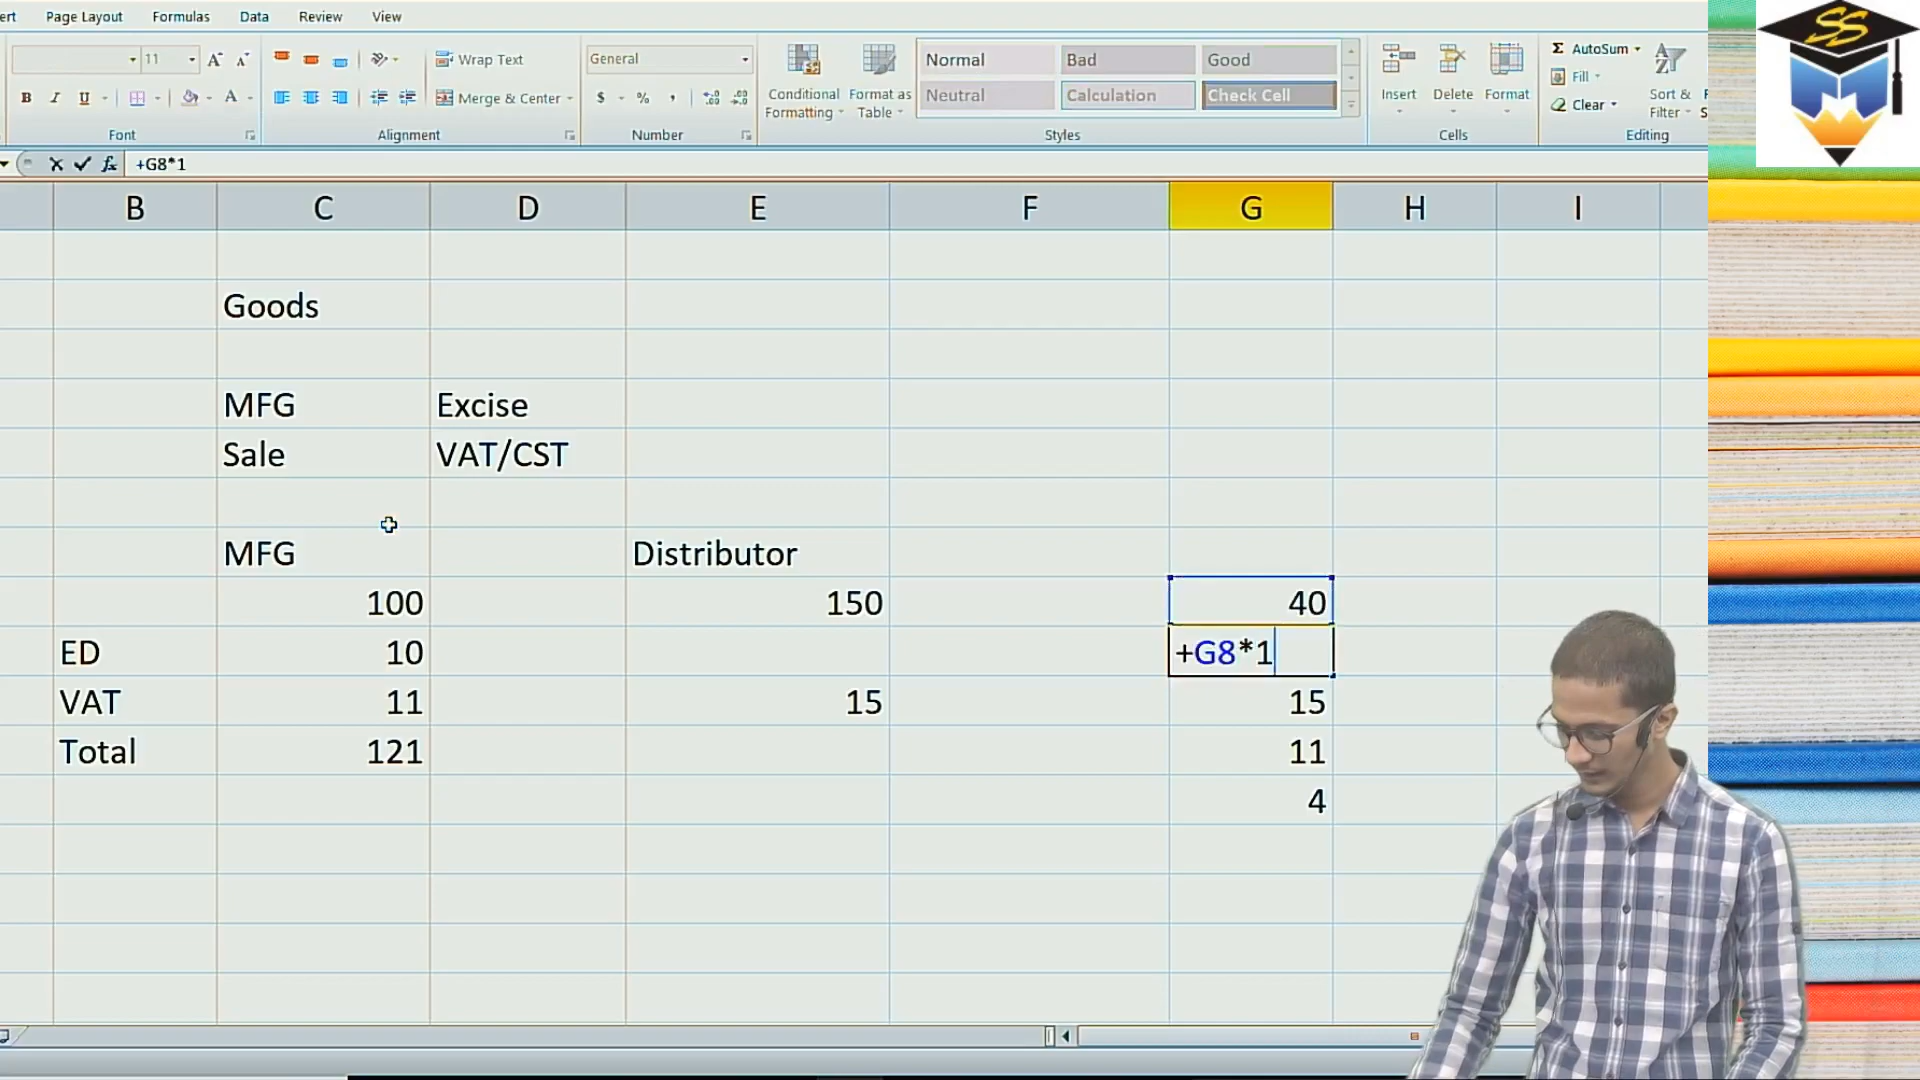 ert Page Layout Formulas Data Review View
11 Wrap Text General Normal Bad Good AutoSum
Fill
B I U Merge & Center $ % , Conditional Formatting Format as Table Neutral Calculation Check Cell Insert Delete Format Clear Sort & Filter
Font Alignment Number Styles Cells Editing
fx +G8*1
B C D E F G H I
Goods
MFG Excise
Sale VAT/CST
MFG Distributor
100 150 40
ED 10 +G8*1
VAT 11 15 15
Total 121 11
4
SS